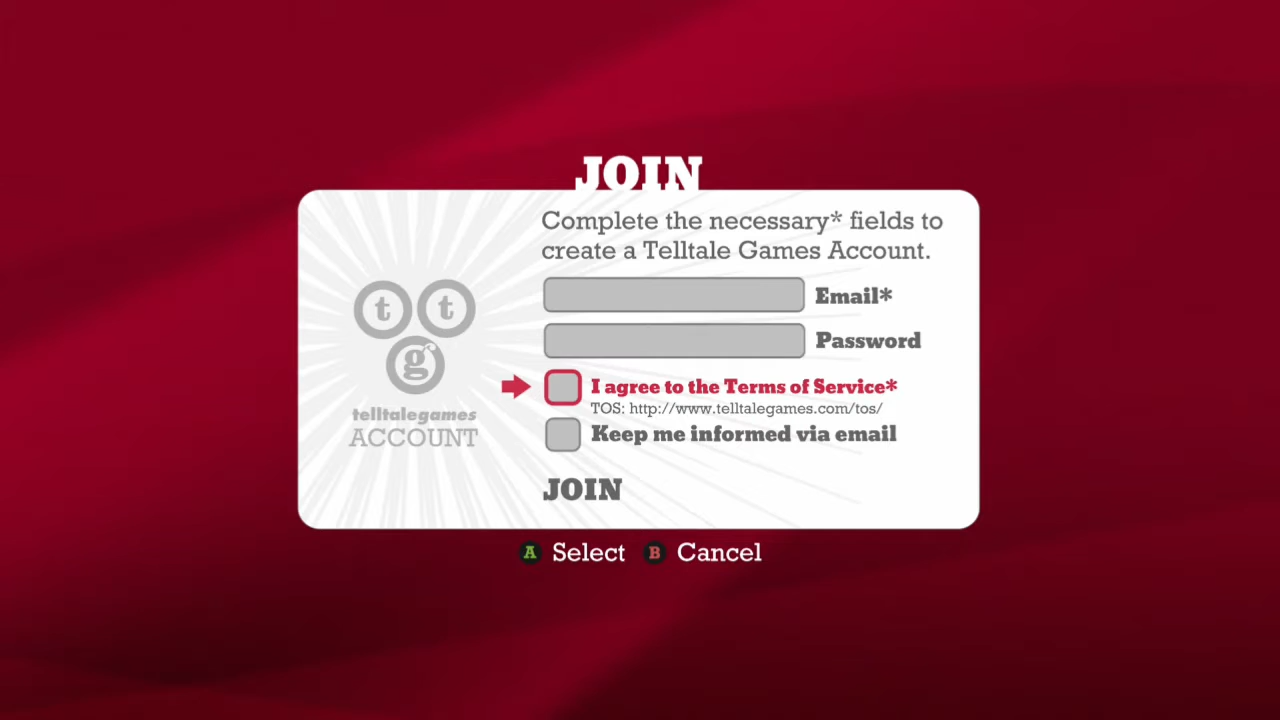 JOIN
Complete the necessary* fields to
create a Telltale Games Account.
Email*
Password
I agree to the Terms of Service*
TOS: http://www.telltalegames.com/tos/
Keep me informed via email
JOIN
t t
g
telltalegames
ACCOUNT
A Select B Cancel